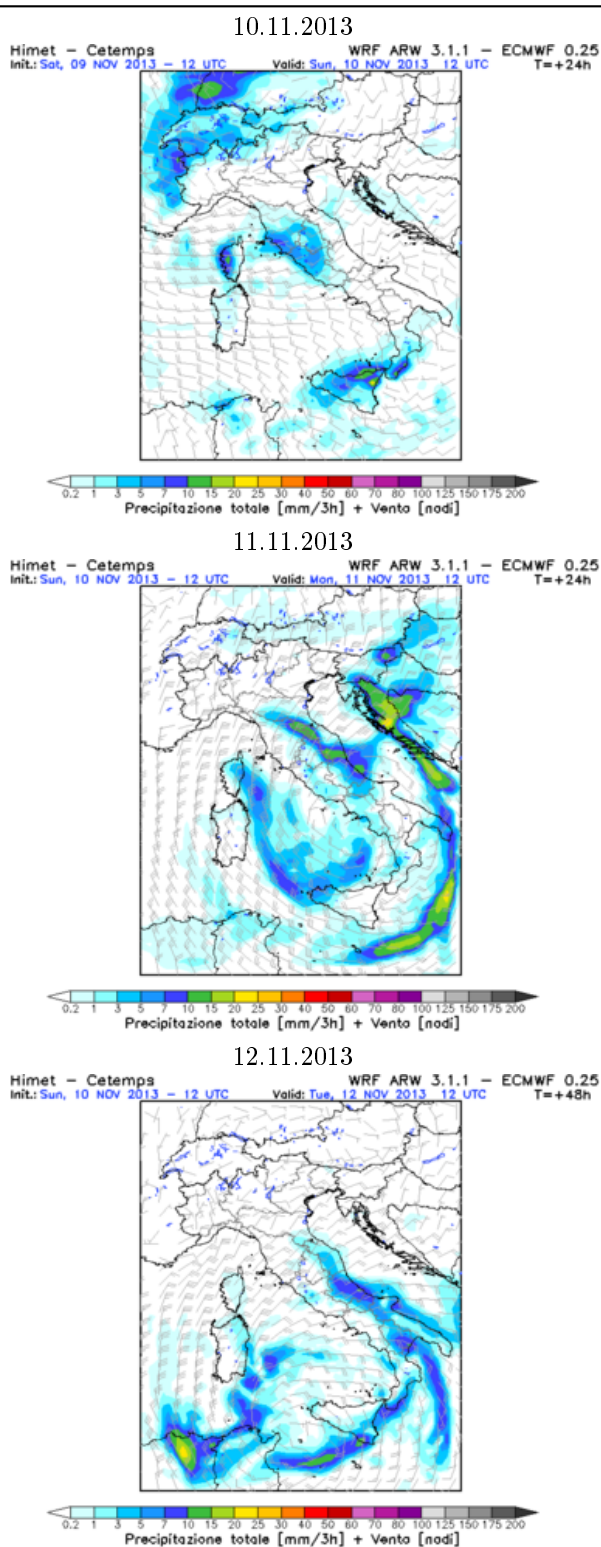 10.11.2013
Himet - Cetemps WRF ARW 3.1.1 - ECMWF 0.25
Init.: Sat, 09 NOV 2013 - 12 UTC Valid: Sun, 10 NOV 2013 12 UTC T=+24h
0.2 1 3 5 7 10 15 20 25 30 40 50 60 70 80 100 125 150 175 200
Precipitazione totale [mm/3h] + Vento [nodi]
11.11.2013
Himet - Cetemps WRF ARW 3.1.1 - ECMWF 0.25
Init.: Sun, 10 NOV 2013 - 12 UTC Valid: Mon, 11 NOV 2013 12 UTC T=+24h
0.2 1 3 5 7 10 15 20 25 30 40 50 60 70 80 100 125 150 175 200
Precipitazione totale [mm/3h] + Vento [nodi]
12.11.2013
Himet - Cetemps WRF ARW 3.1.1 - ECMWF 0.25
Init.: Sun, 10 NOV 2013 - 12 UTC Valid: Tue, 12 NOV 2013 12 UTC T=+48h
0.2 1 3 5 7 10 15 20 25 30 40 50 60 70 80 100 125 150 175 200
Precipitazione totale [mm/3h] + Vento [nodi]